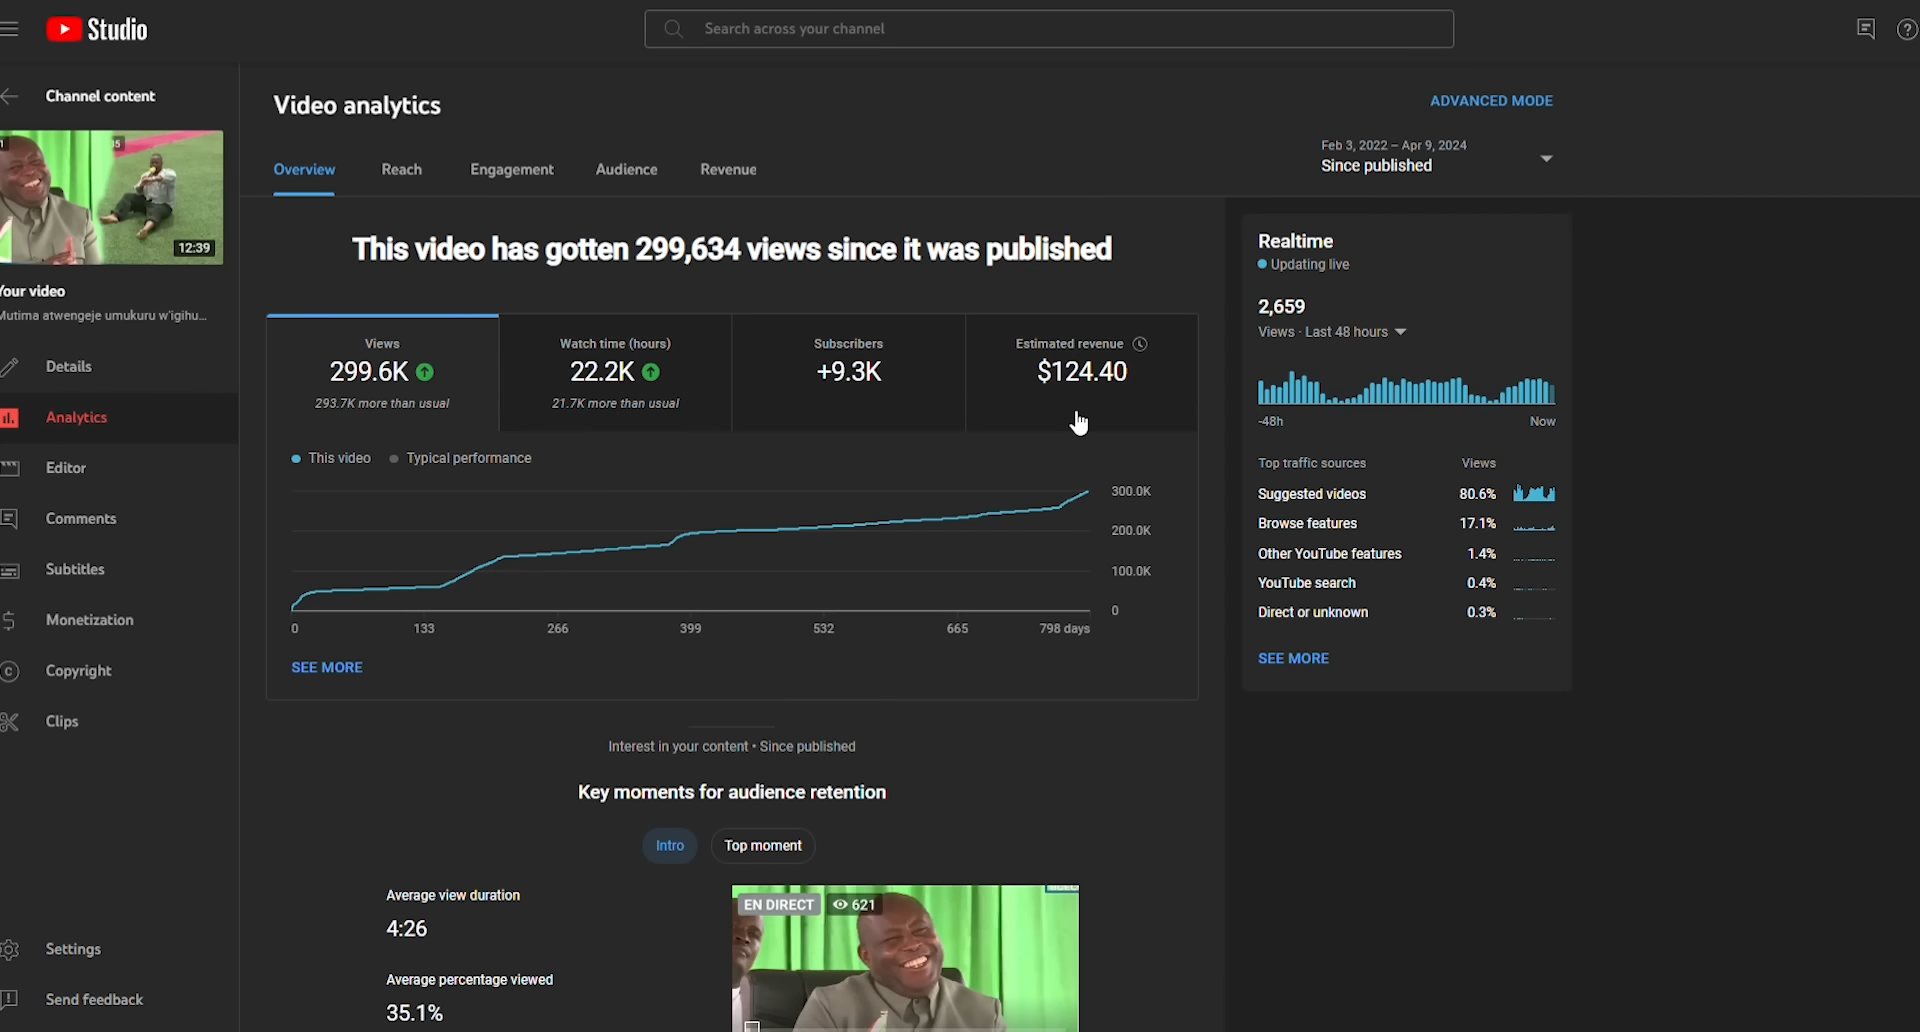 Studio
Search across your channel
?
Channel content
12:39
Your video
Mutima atwengeje umukuru w'igihu...
Details
Analytics
Editor
Comments
Subtitles
Monetization
Copyright
Clips
Settings
Send feedback
Video analytics
ADVANCED MODE
Overview
Reach
Engagement
Audience
Revenue
Feb 3, 2022 – Apr 9, 2024
Since published
This video has gotten 299,634 views since it was published
Views
299.6K
293.7K more than usual
Watch time (hours)
22.2K
21.7K more than usual
Subscribers
+9.3K
Estimated revenue
$124.40
This video
Typical performance
300.0K
200.0K
100.0K
0
0
133
266
399
532
665
798 days
SEE MORE
Interest in your content • Since published
Key moments for audience retention
Intro
Top moment
Average view duration
4:26
Average percentage viewed
35.1%
EN DIRECT
621
Realtime
Updating live
2,659
Views · Last 48 hours
-48h
Now
Top traffic sources
Views
Suggested videos
80.6%
Browse features
17.1%
Other YouTube features
1.4%
YouTube search
0.4%
Direct or unknown
0.3%
SEE MORE